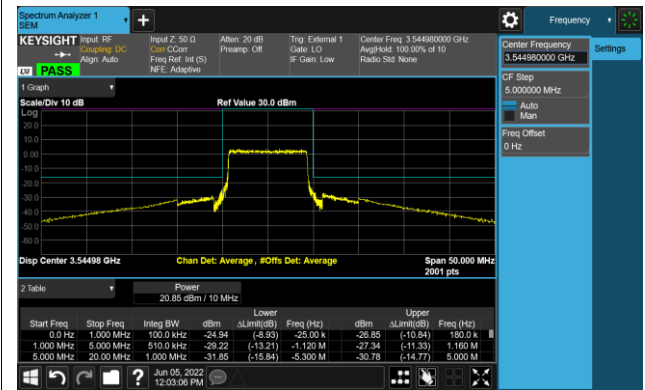 Spectrum Analyzer 1
SEM
Frequency
KEYSIGHT
Input: RF
Coupling: DC
Align: Auto
Input Z: 50 Ω
Corr CCorr
Freq Ref: Int (S)
NFE: Adaptive
Atten: 20 dB
Preamp: Off
Trig: External 1
Gate: LO
IF Gain: Low
Center Freq: 3.544980000 GHz
Avg|Hold: 100.00% of 10
Radio Std: None
LXI PASS
Center Frequency
3.544980000 GHz
Settings
CF Step
5.000000 MHz
Auto
Man
Freq Offset
0 Hz
1 Graph
Scale/Div 10 dB
Ref Value 30.0 dBm
Log
20.0
10.0
0.00
-10.0
-20.0
-30.0
-40.0
-50.0
-60.0
Disp Center 3.54498 GHz
Chan Det: Average, #Offs Det: Average
Span 50.000 MHz
2001 pts
2 Table
Power
20.85 dBm / 10 MHz
Lower Upper
Start Freq Stop Freq Integ BW dBm ΔLimit(dB) Freq (Hz) dBm ΔLimit(dB) Freq (Hz)
0.0 Hz 1.000 MHz 100.0 kHz -24.94 (-8.93) -25.00 k -26.85 (-10.84) 180.0 k
1.000 MHz 5.000 MHz 510.0 kHz -29.22 (-13.21) -1.120 M -27.34 (-11.33) 1.160 M
5.000 MHz 20.00 MHz 1.000 MHz -31.85 (-15.84) -5.300 M -30.78 (-14.77) 5.000 M
Jun 05, 2022
12:03:06 PM